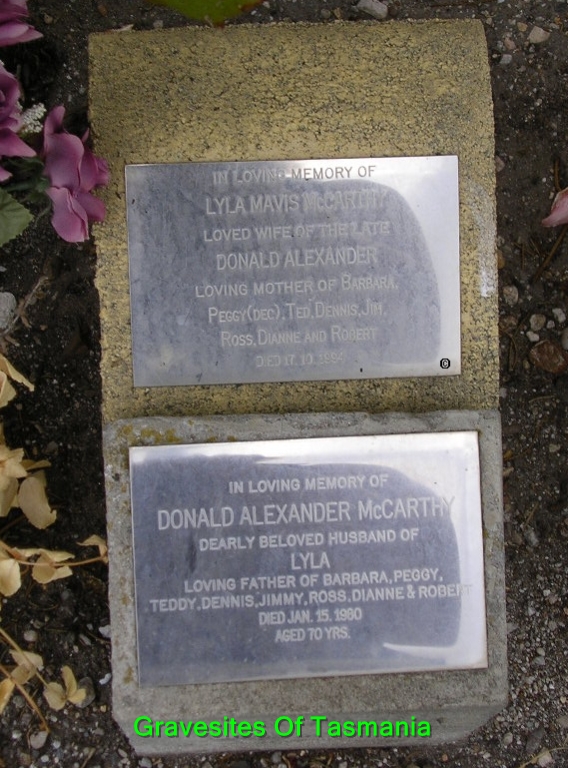 IN LOVING MEMORY OF
LYLA MAVIS McCARTHY
LOVED WIFE OF THE LATE
DONALD ALEXANDER
LOVING MOTHER OF BARBARA,
PEGGY(DEC), TED, DENNIS, JIM,
ROSS, DIANNE AND ROBERT
DIED 17. 10.
©
IN LOVING MEMORY OF
DONALD ALEXANDER McCARTHY
DEARLY BELOVED HUSBAND OF
LYLA
LOVING FATHER OF BARBARA, PEGGY,
TEDDY, DENNIS, JIMMY, ROSS, DIANNE & ROBERT
DIED JAN. 15. 1980
AGED 70 YRS.
Gravesites Of Tasmania